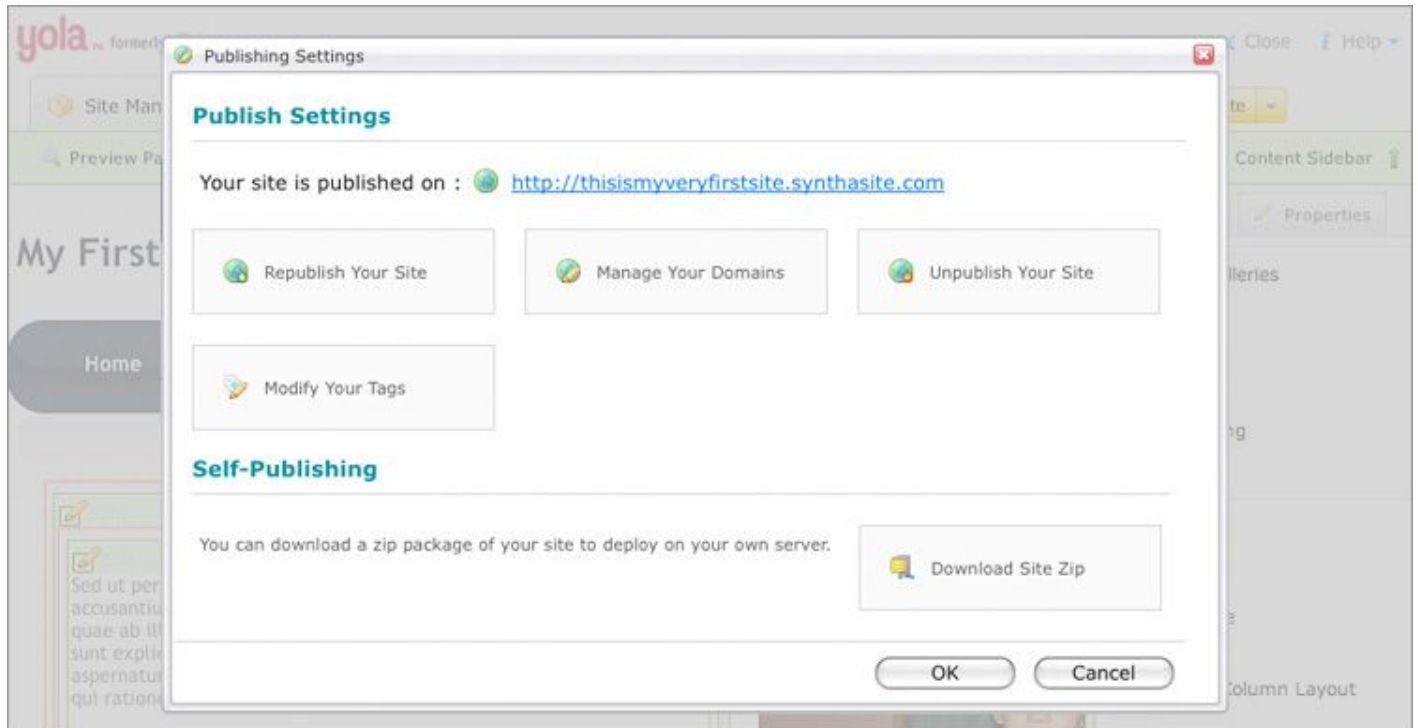 yola formerly
Close Help
Publishing Settings
Site Man
te
Publish Settings
Preview Pa
Content Sidebar
Your site is published on : http://thisismyveryfirstsite.synthasite.com
Properties
My First
Republish Your Site
Manage Your Domains
Unpublish Your Site
lleries
Home
Modify Your Tags
ng
Self-Publishing
You can download a zip package of your site to deploy on your own server.
Download Site Zip
Sed ut per
accusantiu
quae ab ill
sunt explic
aspernatur
qui ratione
e
OK Cancel
Column Layout